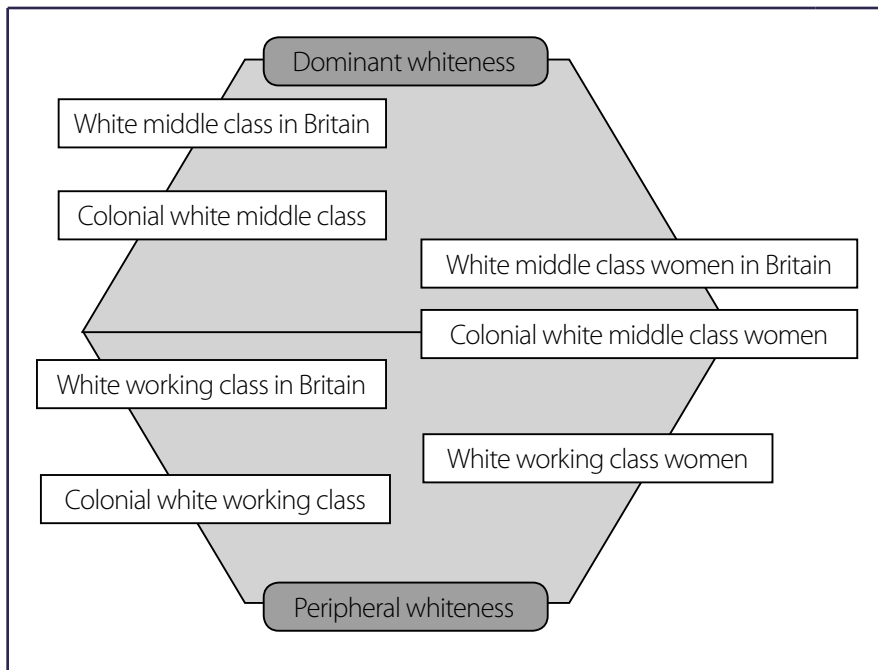 Dominant whiteness
White middle class in Britain
Colonial white middle class
White middle class women in Britain
Colonial white middle class women
White working class in Britain
White working class women
Colonial white working class
Peripheral whiteness